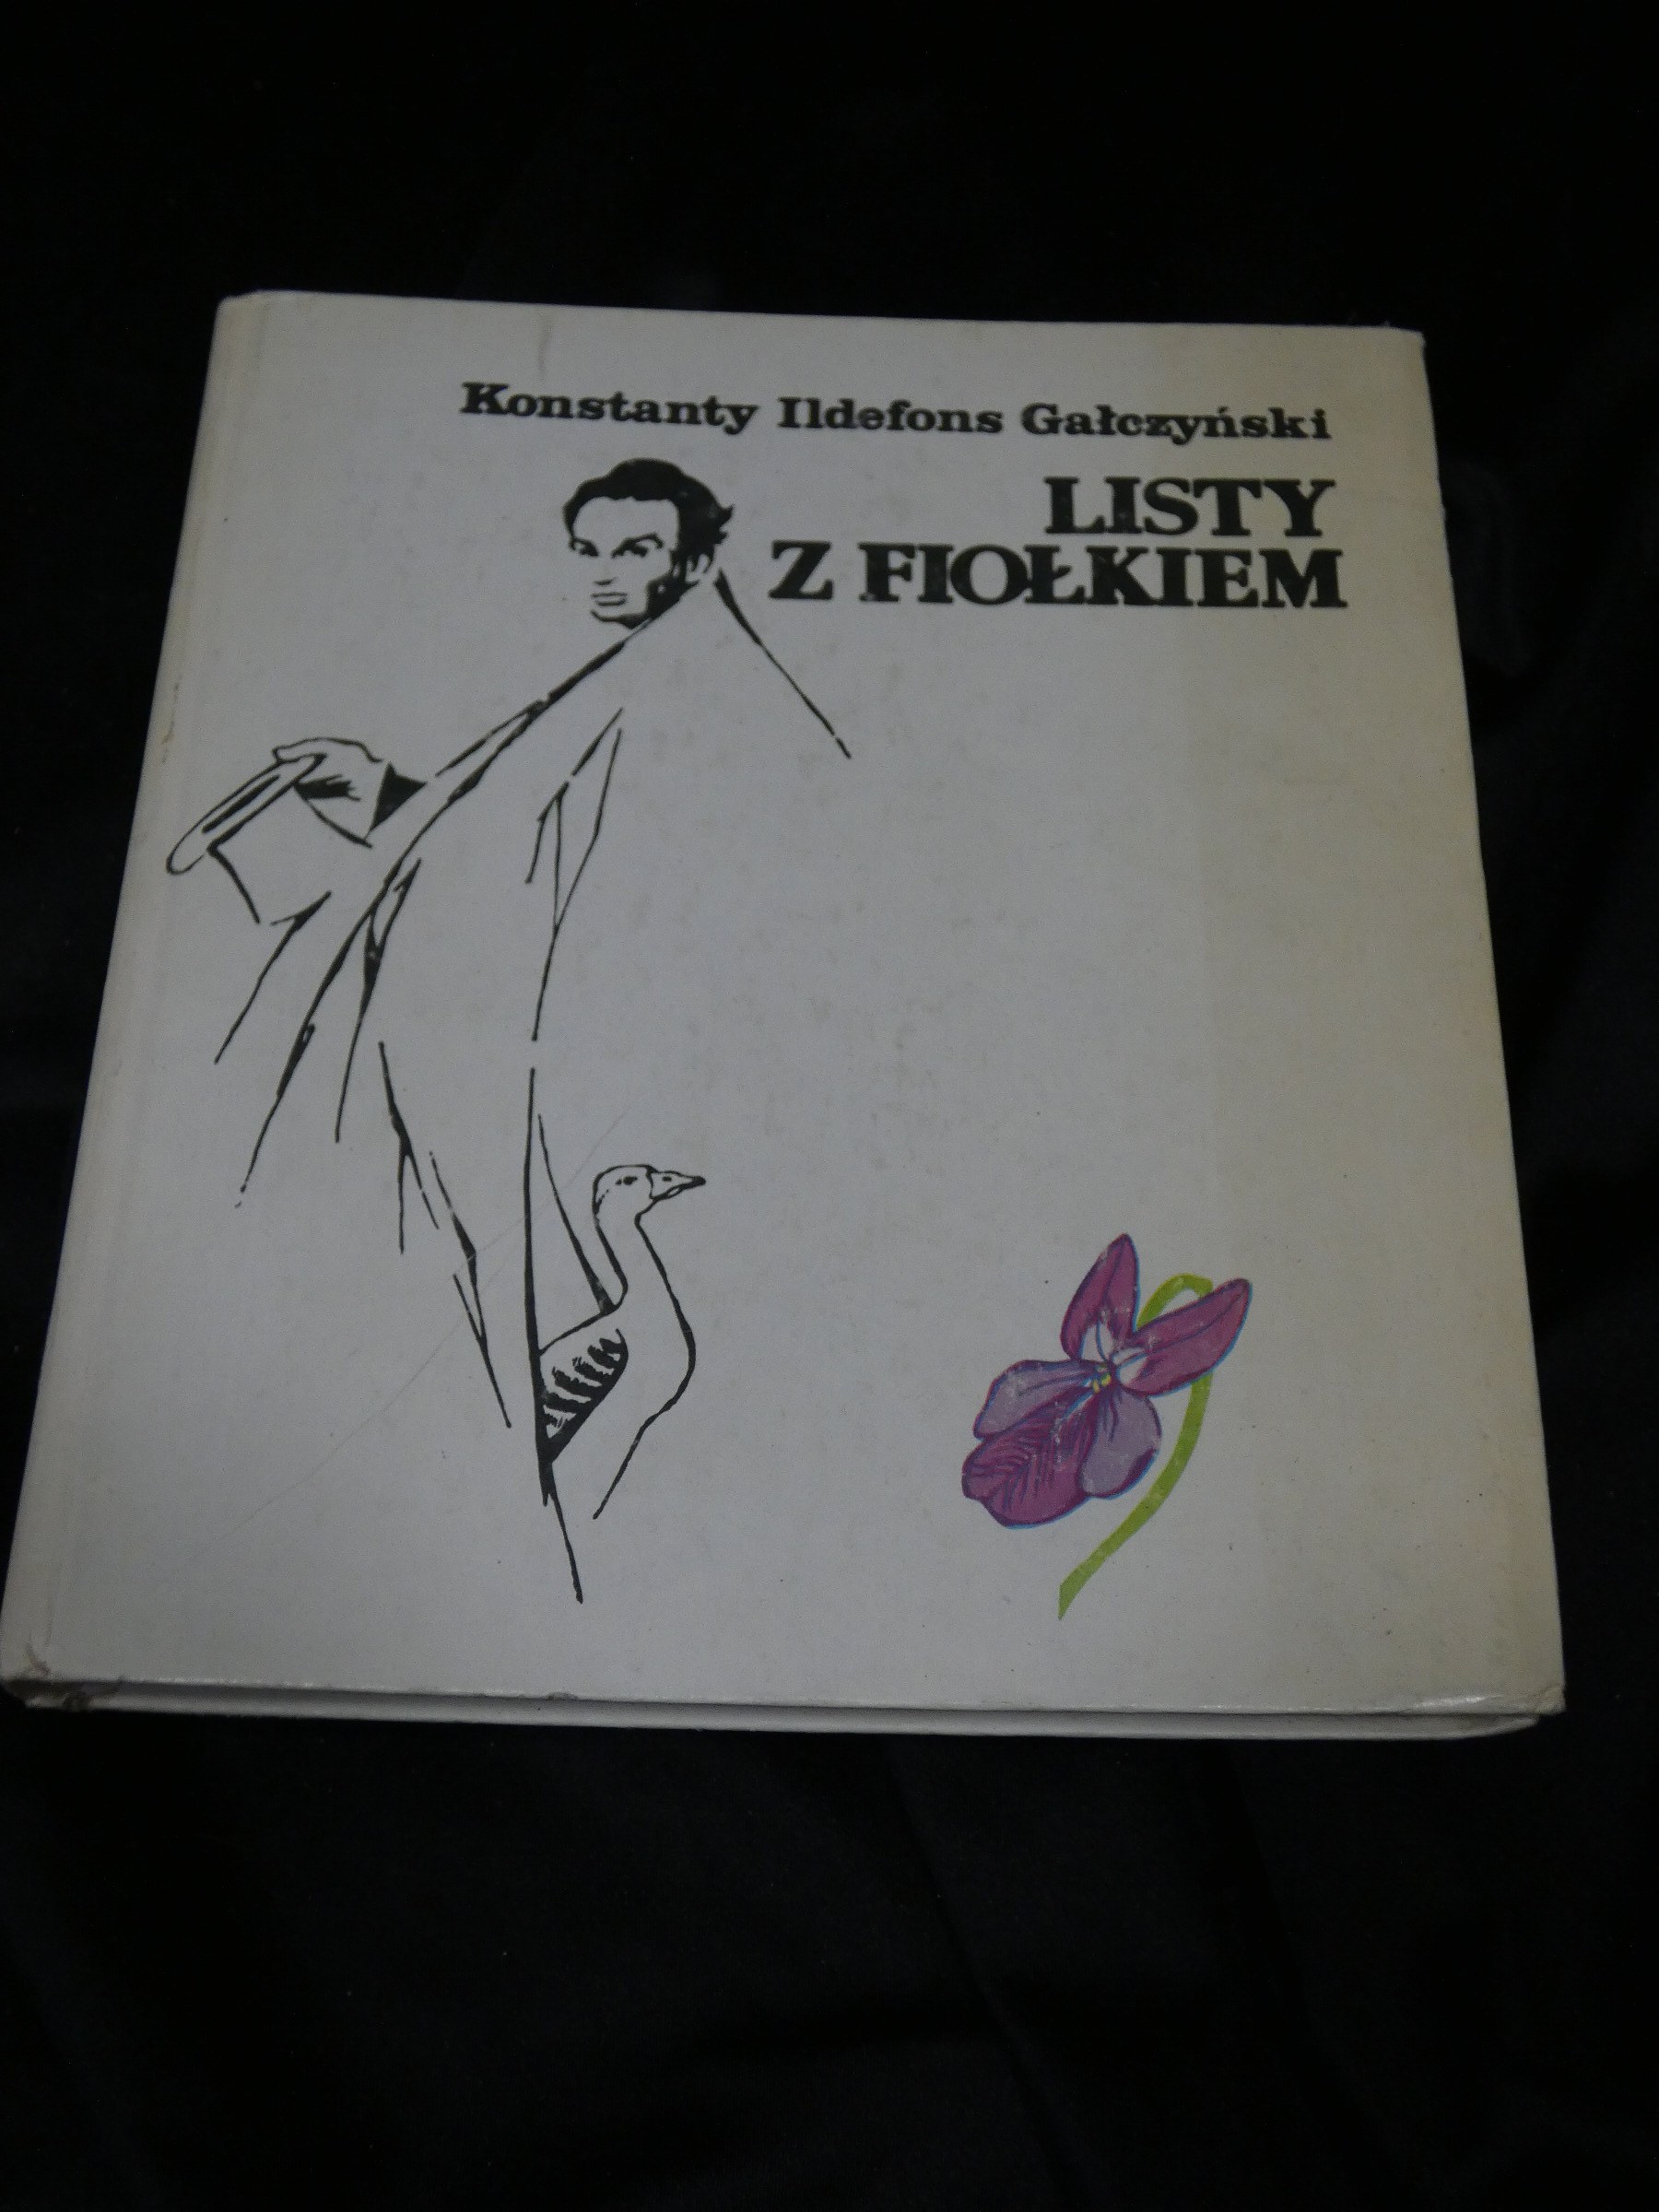 Konstanty Ildefons Gałczyński
LISTY
Z FIOŁKIEM